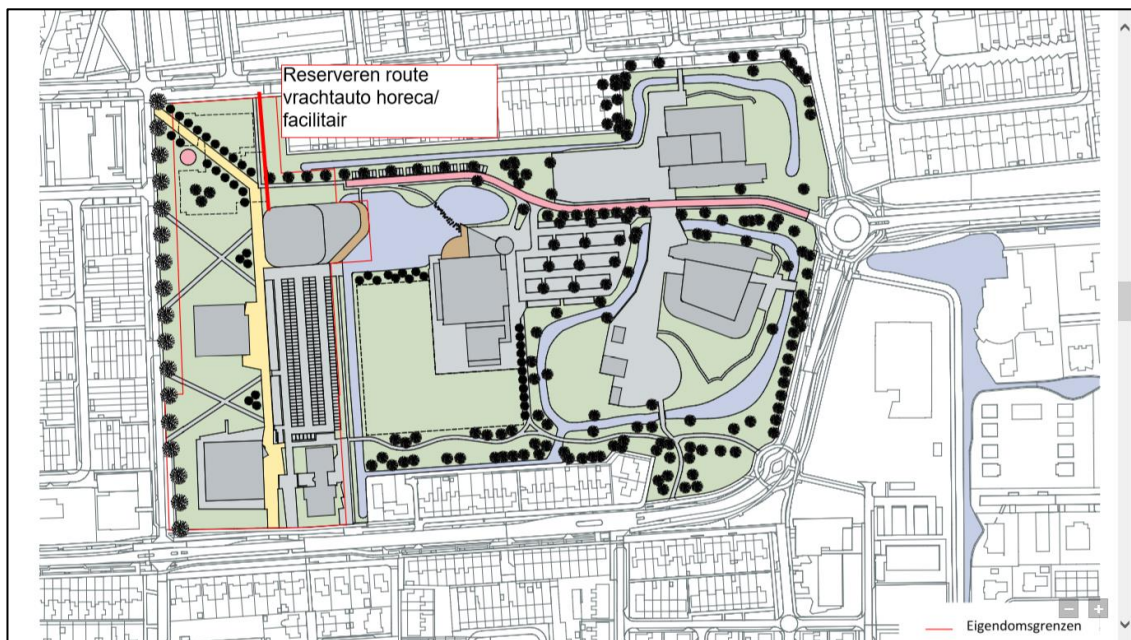 Reserveren route
vrachtauto horeca/
facilitair
Eigendomsgrenzen